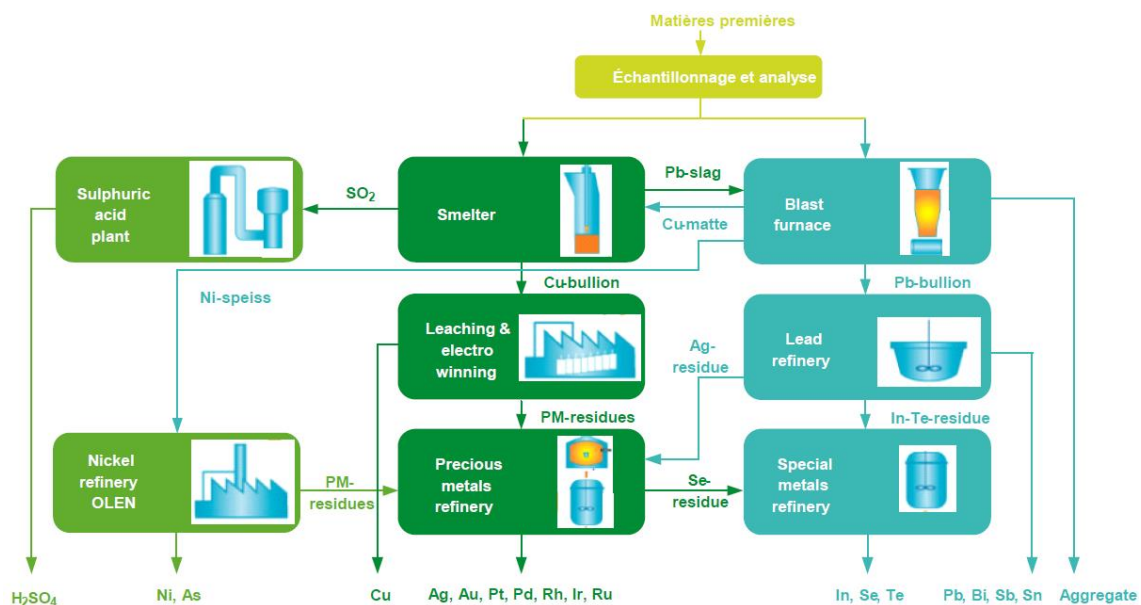 Matières premières
Échantillonnage et analyse
Sulphuric
acid
plant
SO₂
Smelter
Pb-slag
Cu-matte
Blast
furnace
Ni-speiss
Cu-bullion
Pb-bullion
Leaching &
electro
winning
Ag-
residue
Lead
refinery
PM-residues
In-Te-residue
Nickel
refinery
OLEN
PM-
residues
Precious
metals
refinery
Se-
residue
Special
metals
refinery
H₂SO₄
Ni, As
Cu
Ag, Au, Pt, Pd, Rh, Ir, Ru
In, Se, Te
Pb, Bi, Sb, Sn
Aggregate